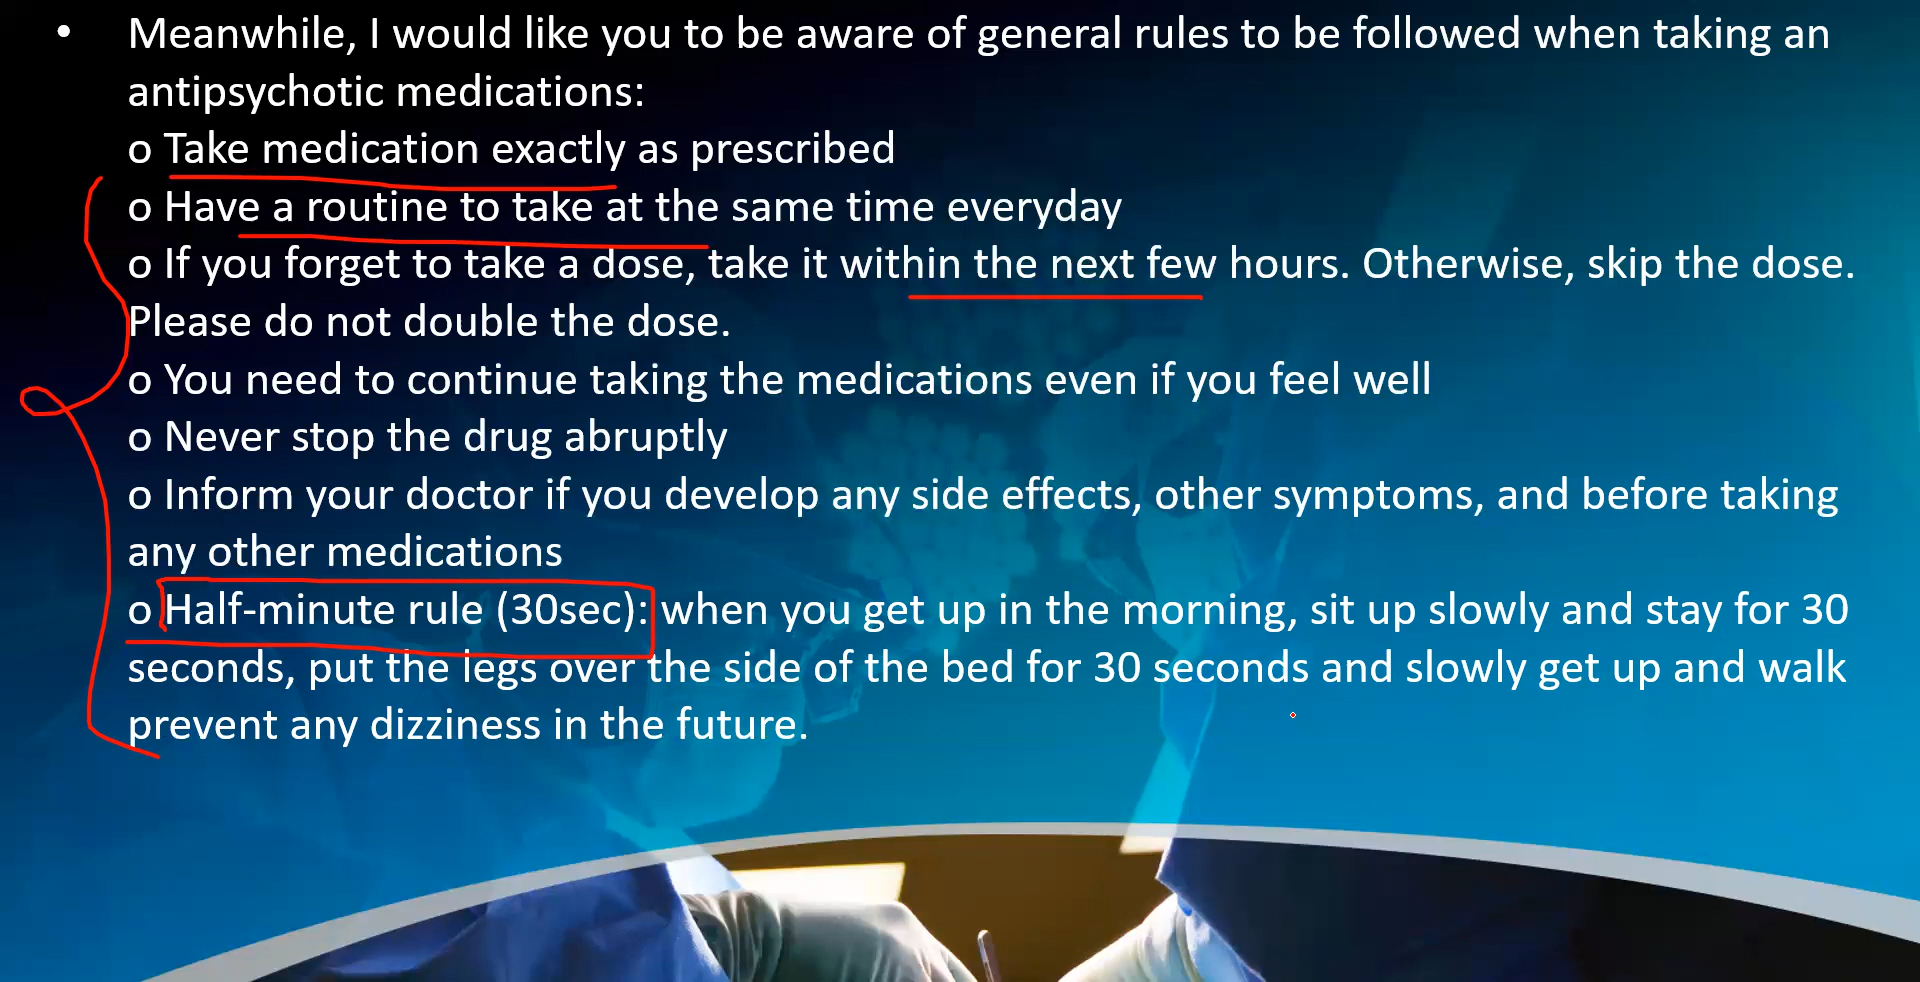 • Meanwhile, I would like you to be aware of general rules to be followed when taking an
antipsychotic medications:
o Take medication exactly as prescribed
o Have a routine to take at the same time everyday
o If you forget to take a dose, take it within the next few hours. Otherwise, skip the dose.
Please do not double the dose.
o You need to continue taking the medications even if you feel well
o Never stop the drug abruptly
o Inform your doctor if you develop any side effects, other symptoms, and before taking
any other medications
o Half-minute rule (30sec): when you get up in the morning, sit up slowly and stay for 30
seconds, put the legs over the side of the bed for 30 seconds and slowly get up and walk
prevent any dizziness in the future.